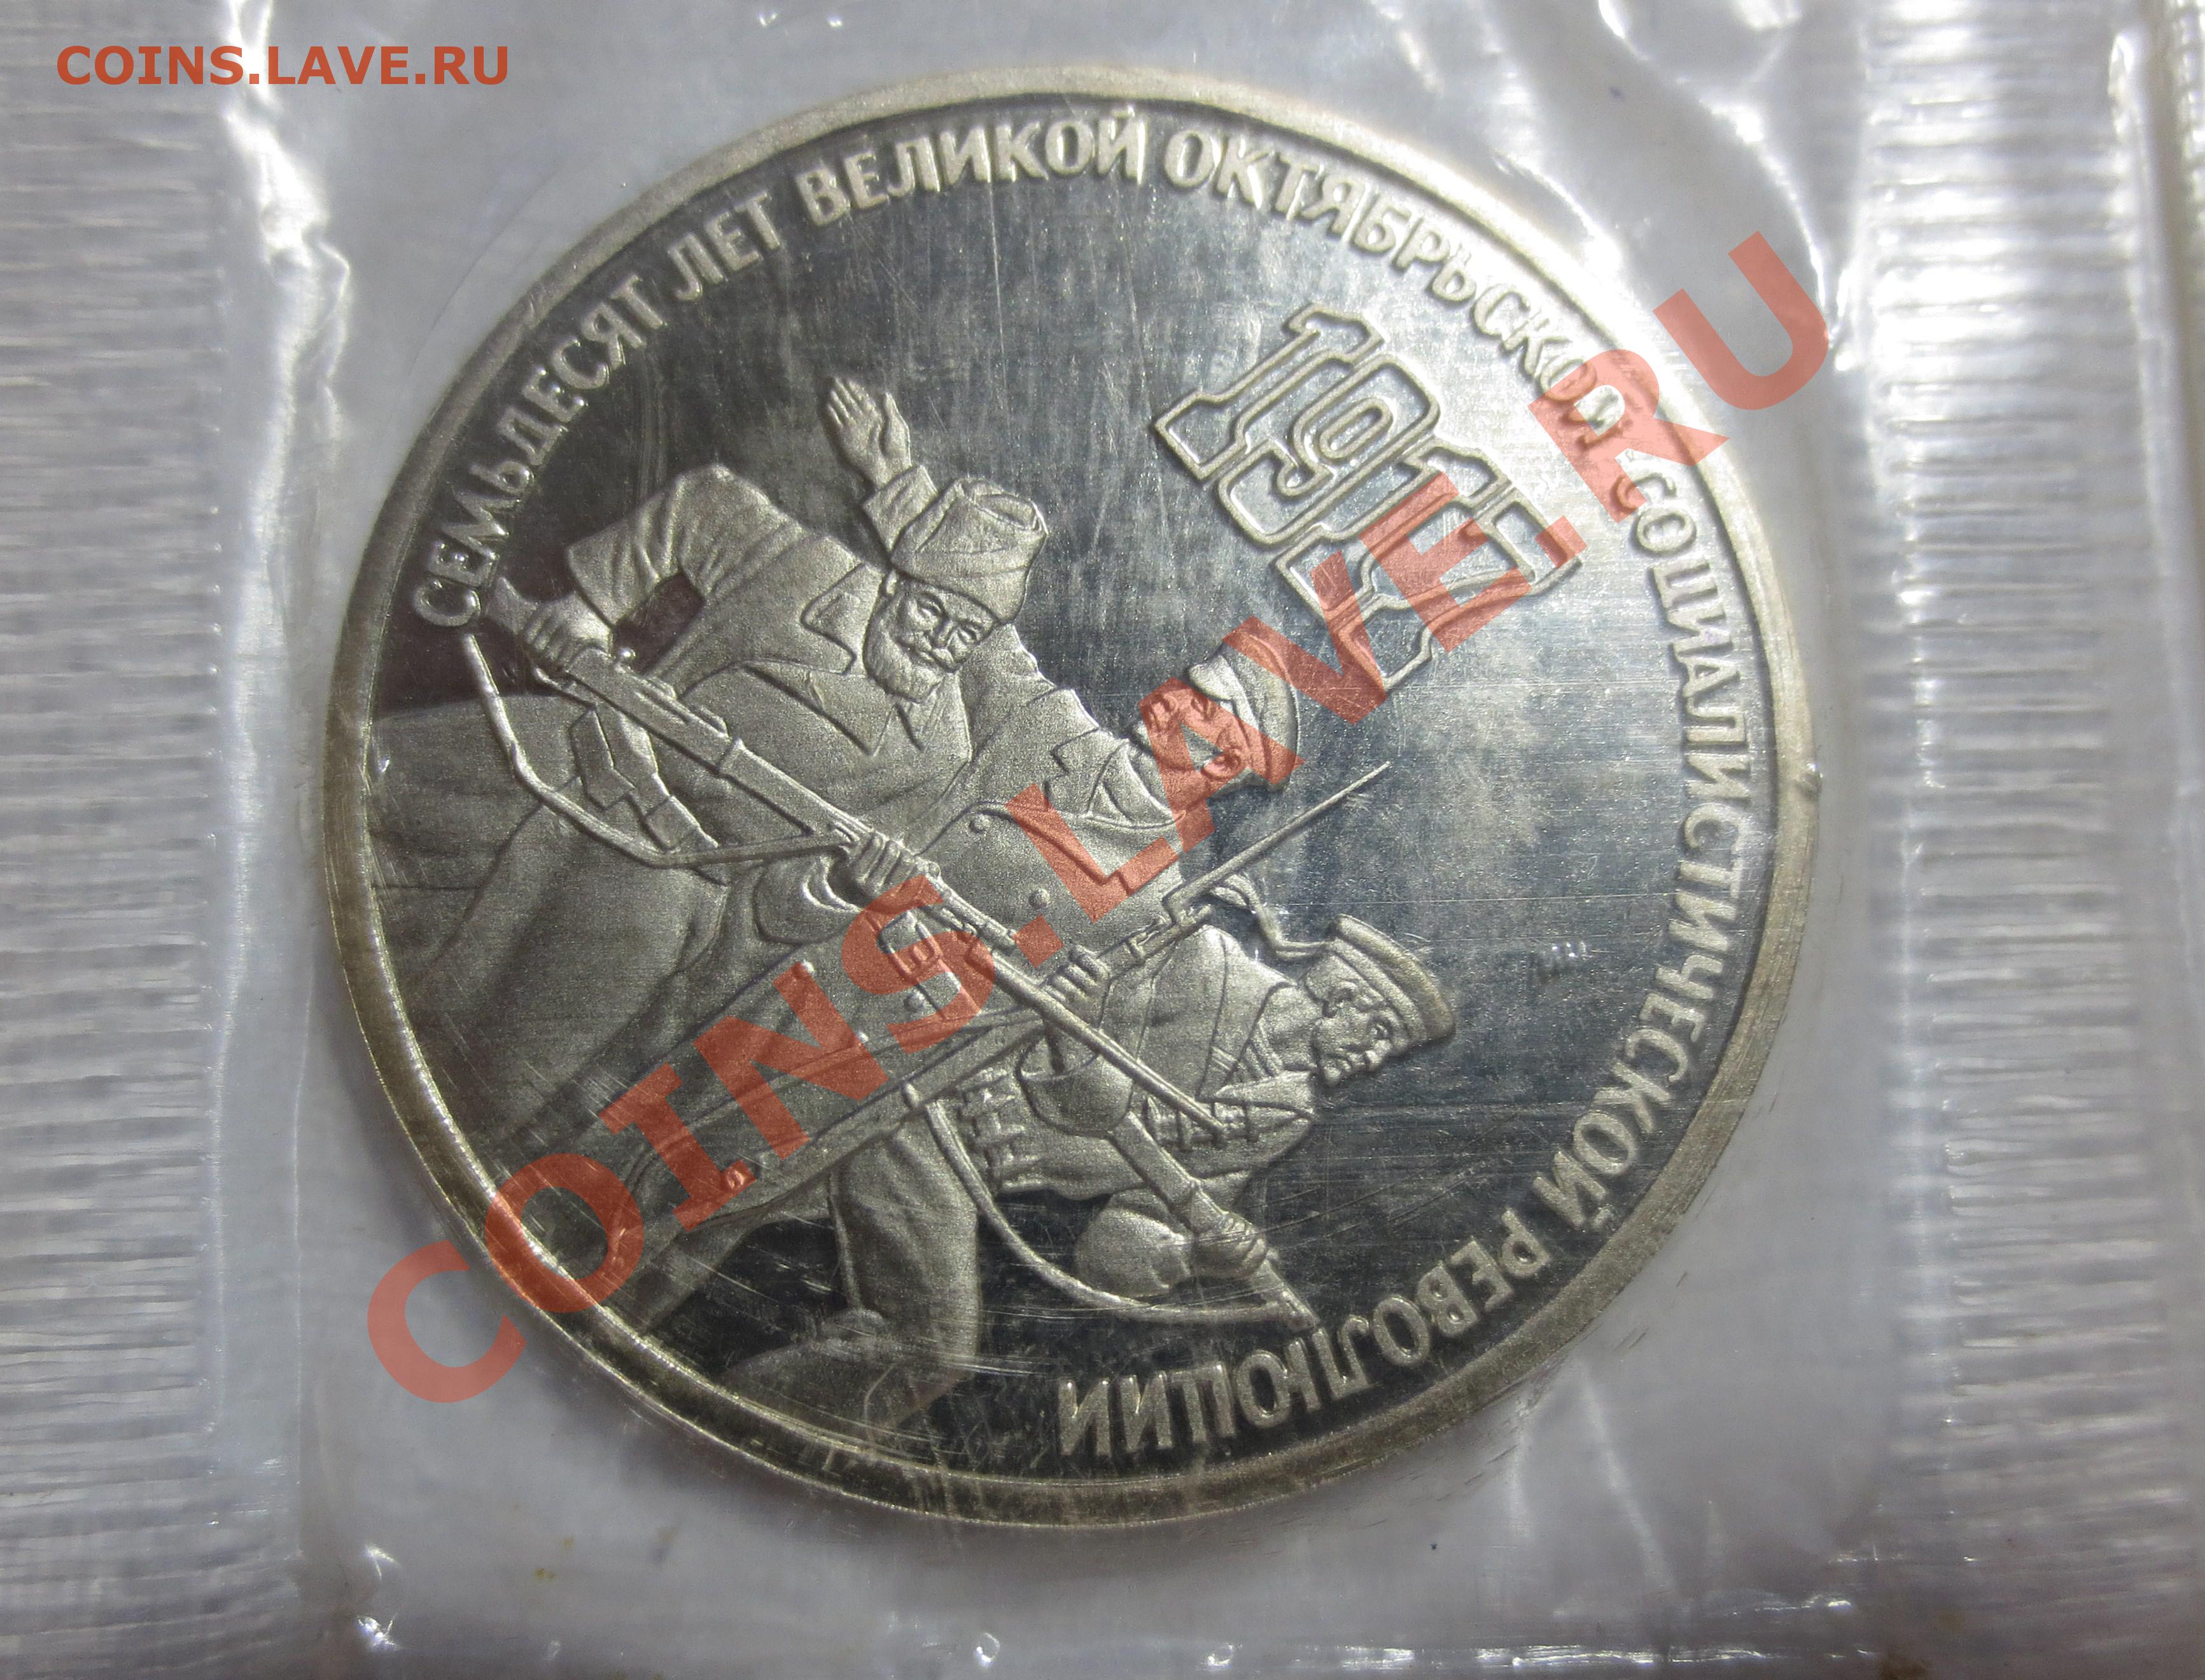 COINS.LAVE.RU
СЕМЬДЕСЯТ ЛЕТ ВЕЛИКОЙ ОКТЯБРЬСКОЙ СОЦИАЛИСТИЧЕСКОЙ РЕВОЛЮЦИИ
1917
COINS.LAVE.RU